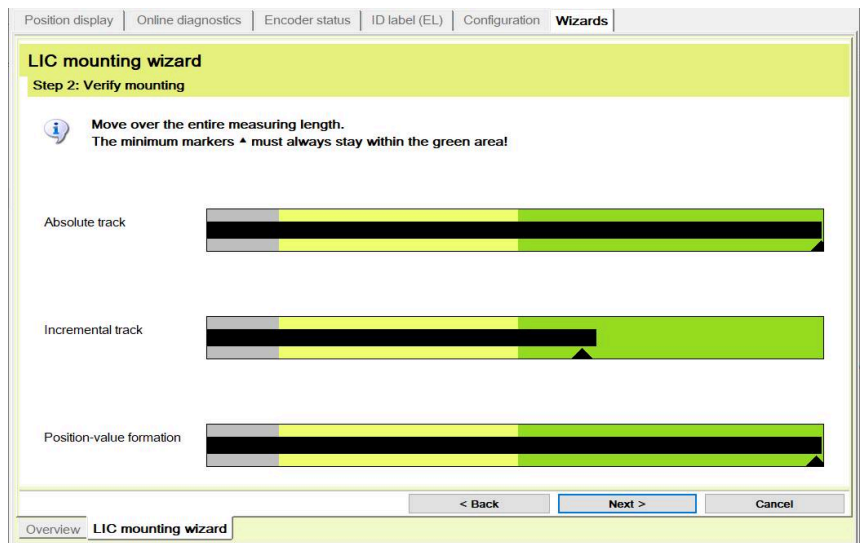 Position display Online diagnostics Encoder status ID label (EL) Configuration Wizards
LIC mounting wizard
Step 2: Verify mounting
Move over the entire measuring length.
The minimum markers ▲ must always stay within the green area!
Absolute track
Incremental track
Position-value formation
< Back Next > Cancel
Overview LIC mounting wizard